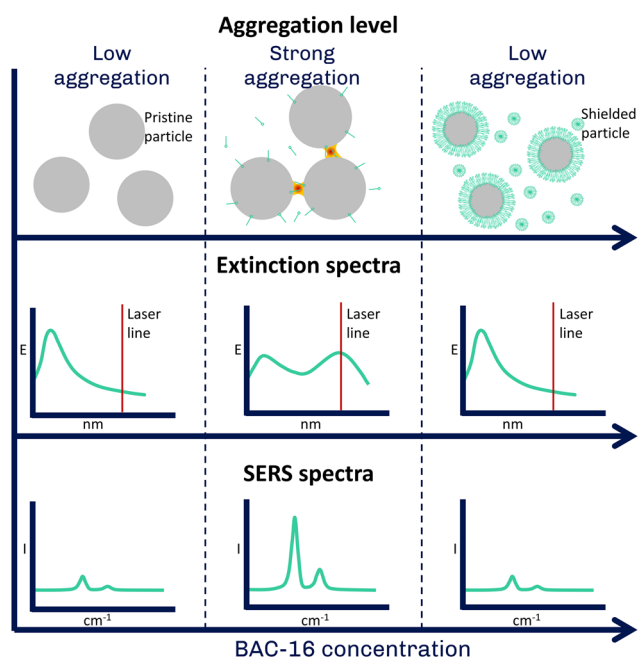 Aggregation level
Low
aggregation
Strong
aggregation
Low
aggregation
Pristine
particle
Shielded
particle
Extinction spectra
E
Laser
line
nm
E
Laser
line
nm
E
Laser
line
nm
SERS spectra
I
cm-1
I
cm-1
I
cm-1
BAC-16 concentration